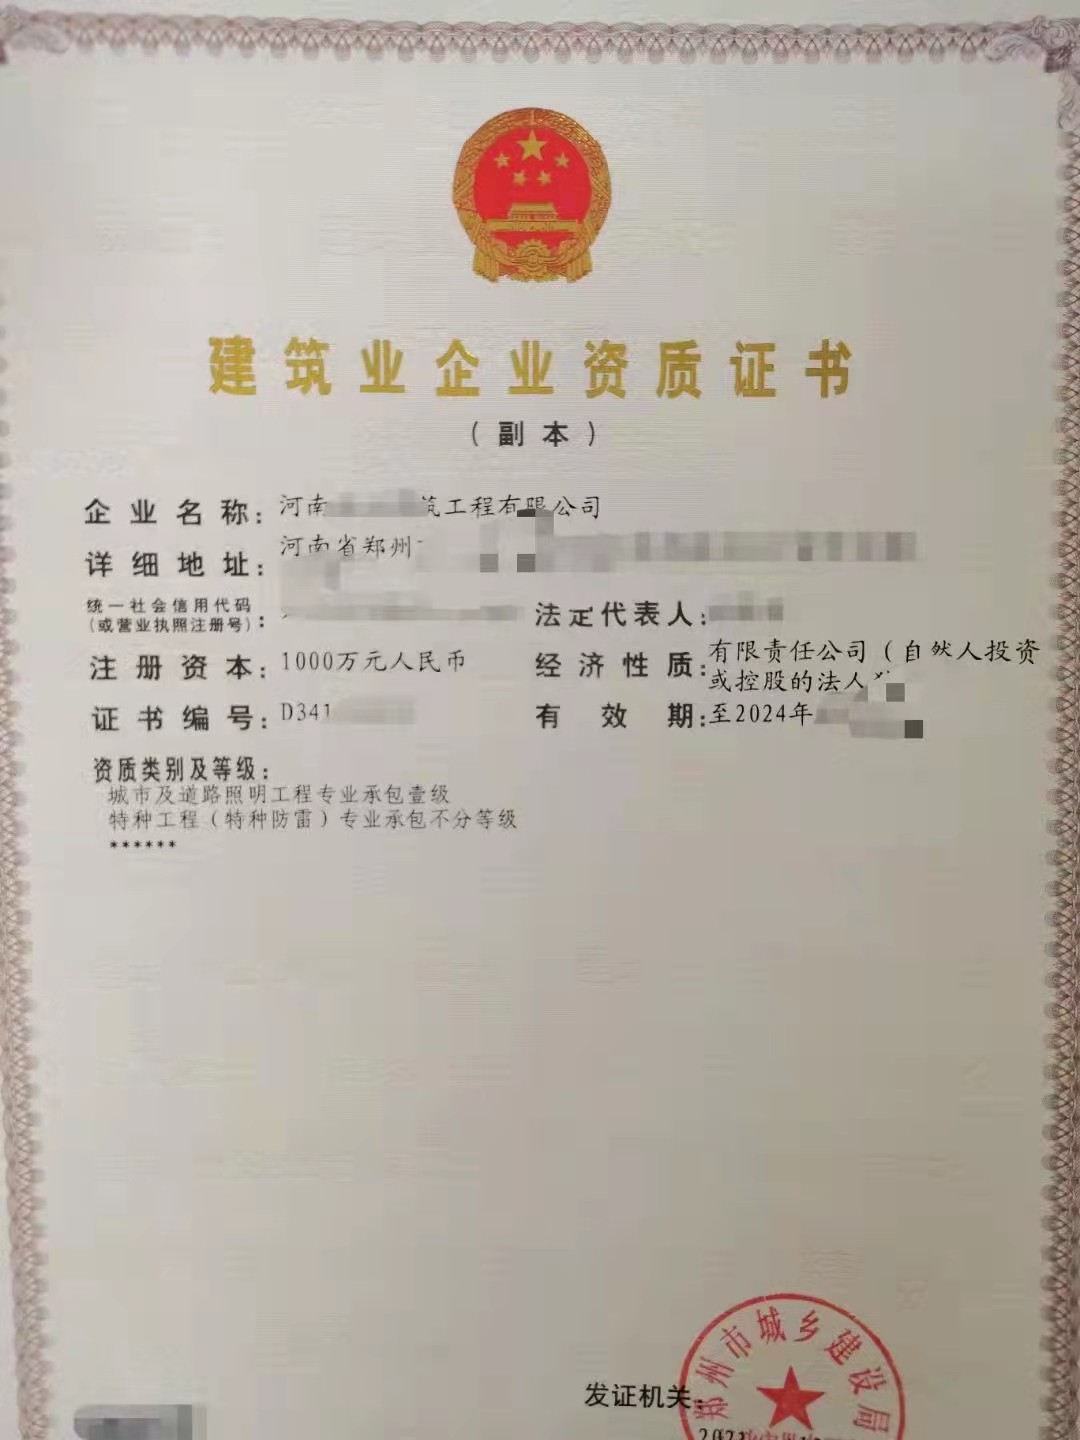 建筑业企业资质证书
（副本）
企业名称：河南 筑工程有限公司
详细地址：河南省郑州
统一社会信用代码
（或营业执照注册号）： 法定代表人：
注册资本：1000万元人民币 经济性质：有限责任公司（自然人投资
或控股的法人
证书编号：D341 有效期：至2024年
资质类别及等级：
城市及道路照明工程专业承包壹级
特种工程（特种防雷）专业承包不分等级
******
郑州市城乡建设局
发证机关：